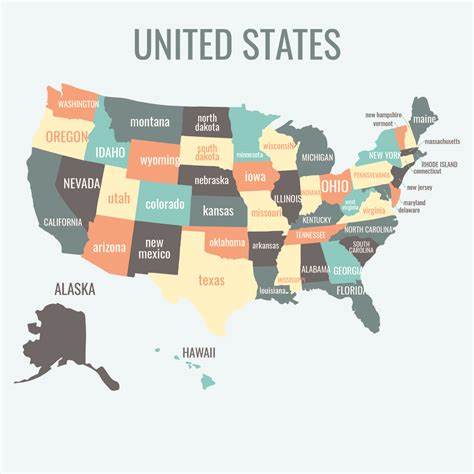 UNITED STATES
WASHINGTON
montana
north
dakota
minnesota
wisconsin
MICHIGAN
new hampshire
vermont
maine
massachusetts
RHODE ISLAND
connecticut
NEW YORK
OREGON
IDAHO
wyoming
south
dakota
iowa
ILLINOIS
INDIANA
OHIO
PENNSYLVANIA
new jersey
maryland
delaware
NEVADA
utah
colorado
nebraska
kansas
missouri
KENTUCKY
west
virginia
virginia
CALIFORNIA
arizona
new
mexico
oklahoma
arkansas
TENNESSEE
NORTH CAROLINA
SOUTH
CAROLINA
texas
louisiana
mississippi
ALABAMA
GEORGIA
FLORIDA
ALASKA
HAWAII